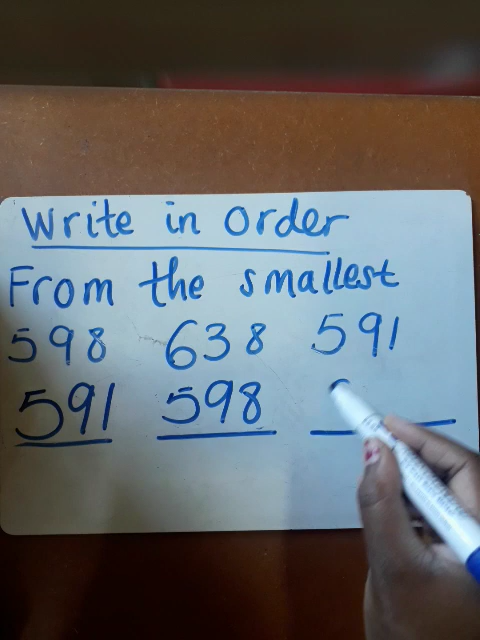 Write in order
From the smallest
598 638 591
591 598